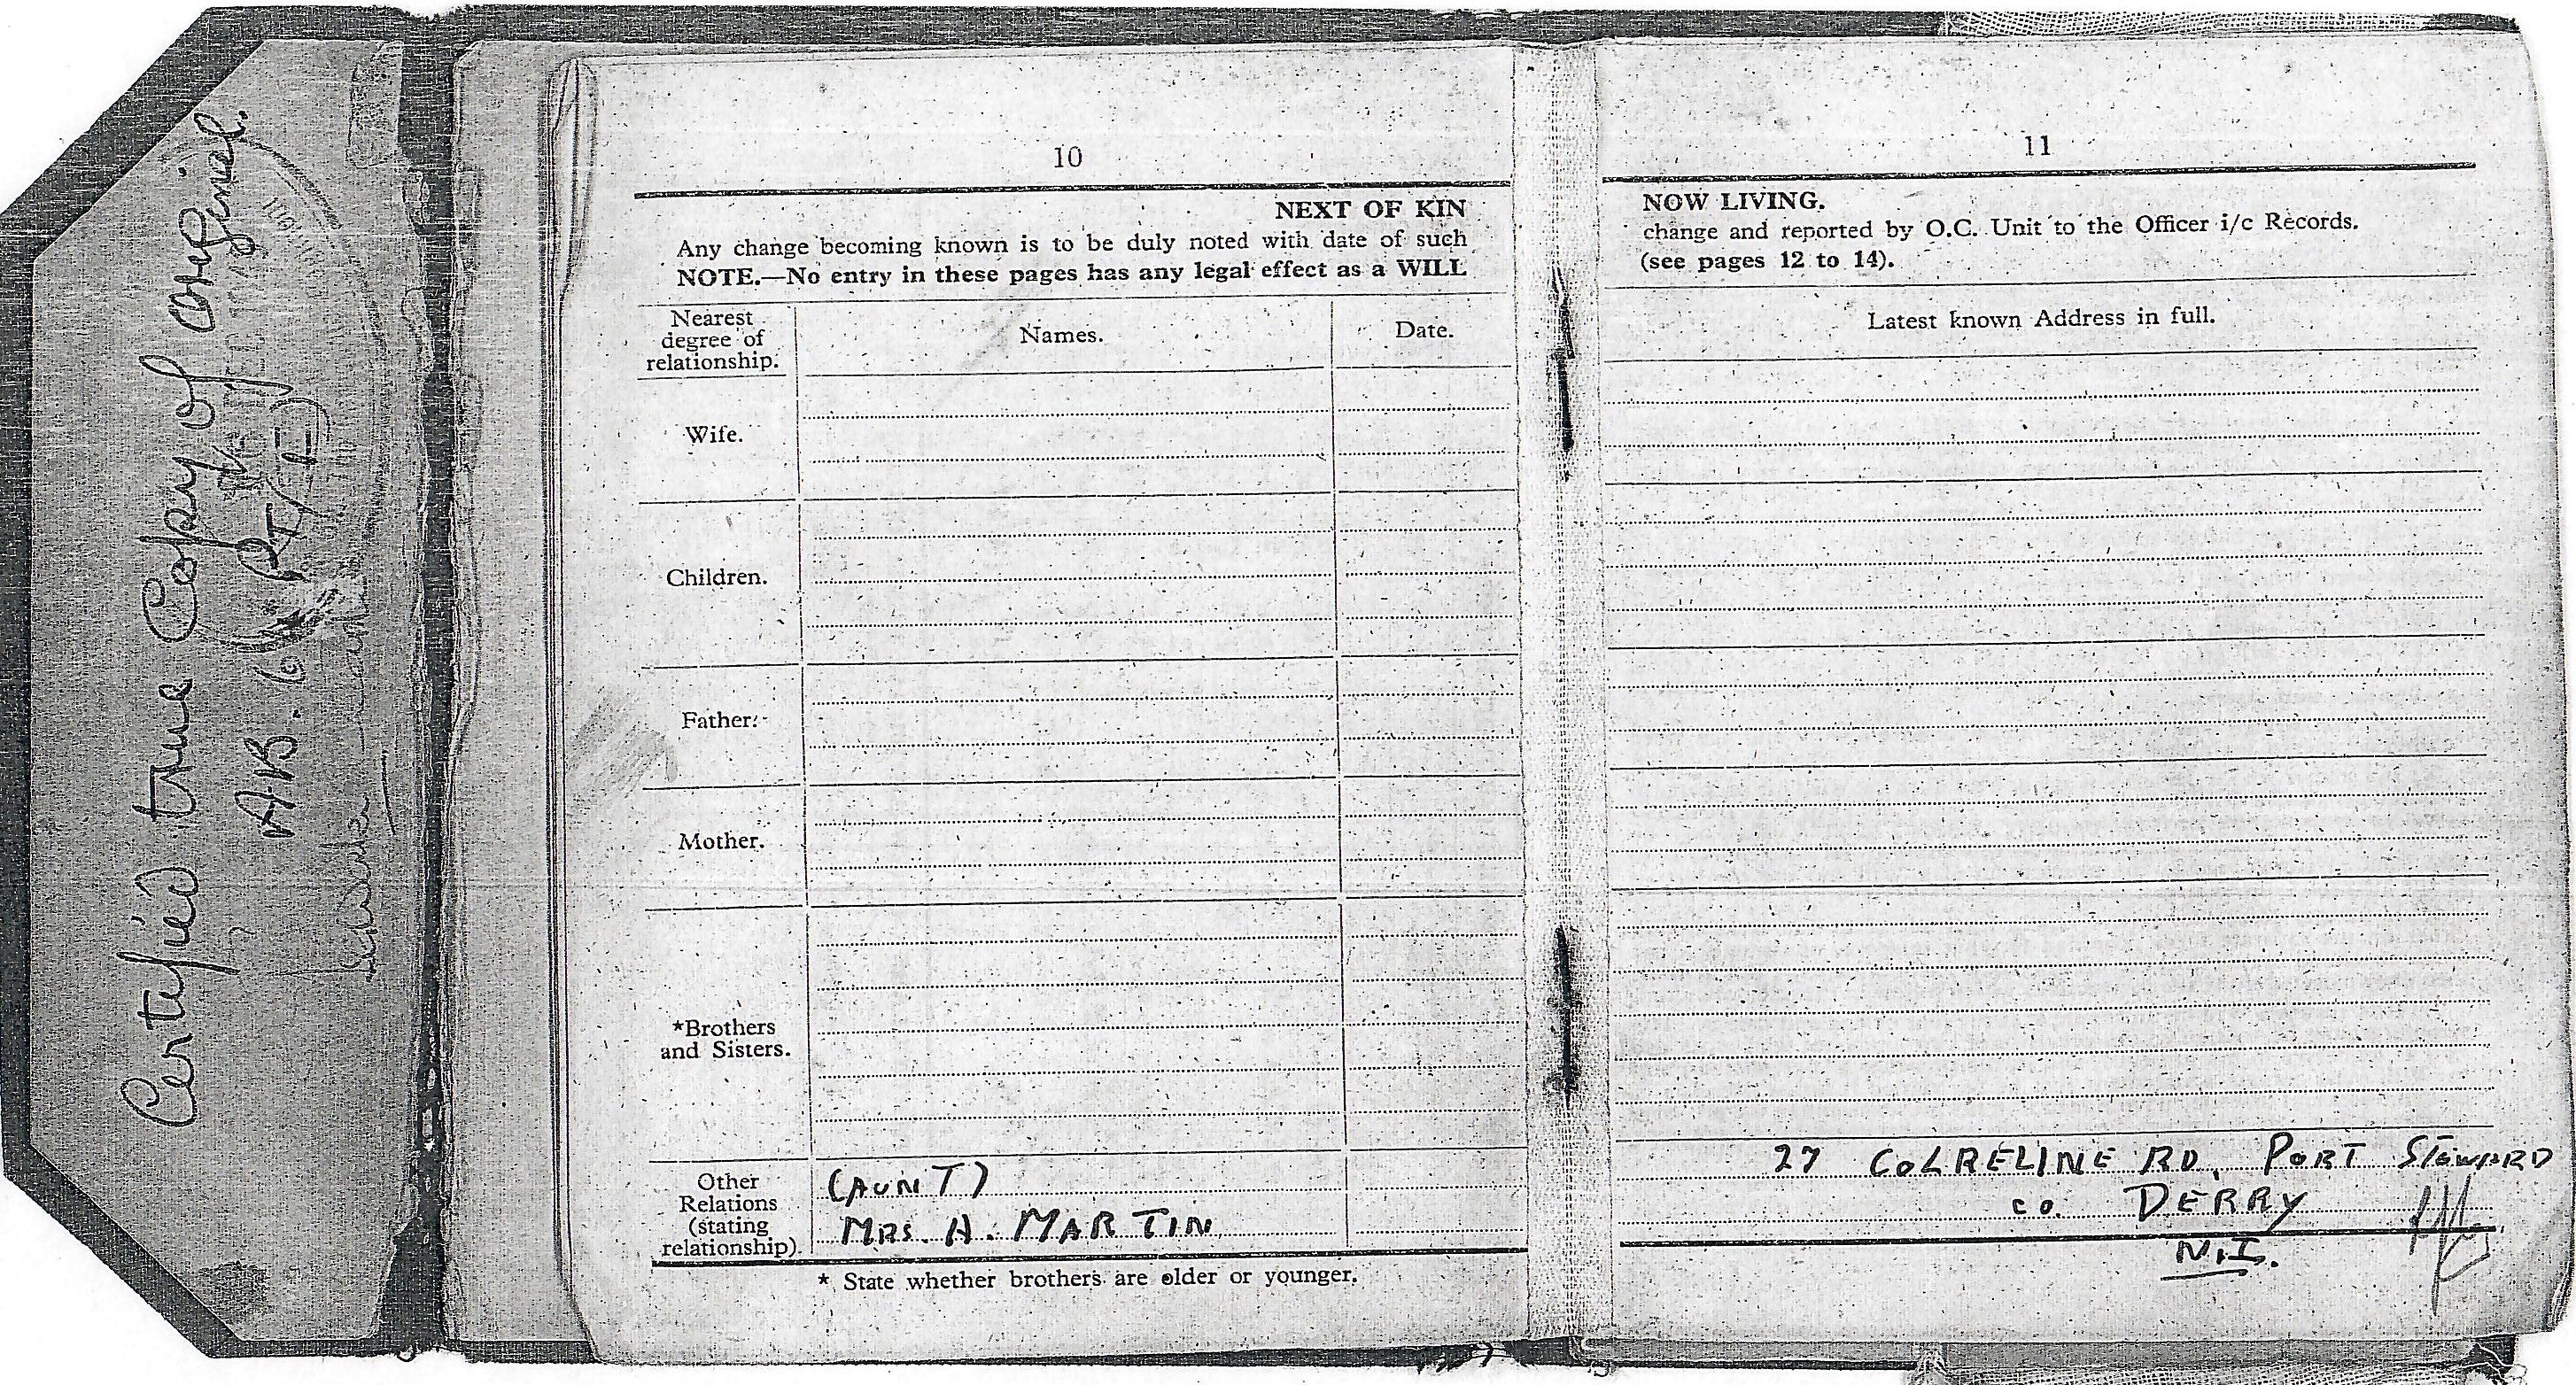 Certified true Copy of original.
AB. 64 PT/I
10
NEXT OF KIN
Any change becoming known is to be duly noted with date of such
NOTE.—No entry in these pages has any legal effect as a WILL
Nearest
degree of
relationship.
Names.
Date.
Wife.
Children.
Father.
Mother.
*Brothers
and Sisters.
Other
Relations
(stating
relationship).
(AUNT)
MRS. H. MARTIN
* State whether brothers are older or younger.
11
NOW LIVING.
change and reported by O.C. Unit to the Officer i/c Records.
(see pages 12 to 14).
Latest known Address in full.
27 COLRELINE RD, PORT STEWARD
CO. DERRY
N.I.